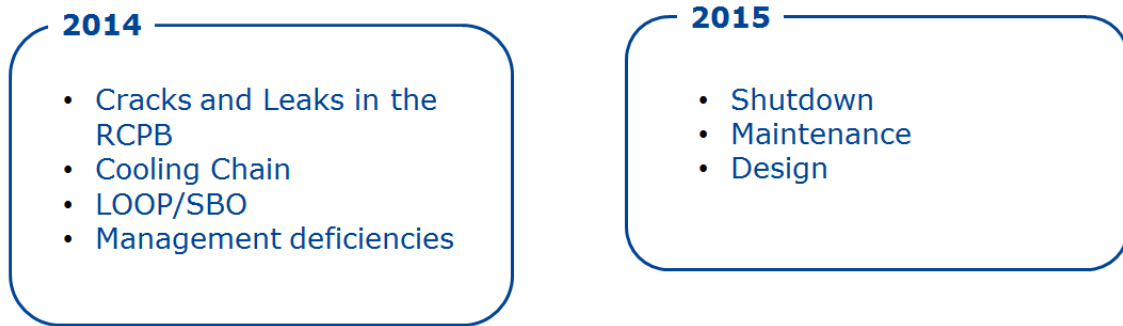 2014
• Cracks and Leaks in the
RCPB
• Cooling Chain
• LOOP/SBO
• Management deficiencies
2015
• Shutdown
• Maintenance
• Design